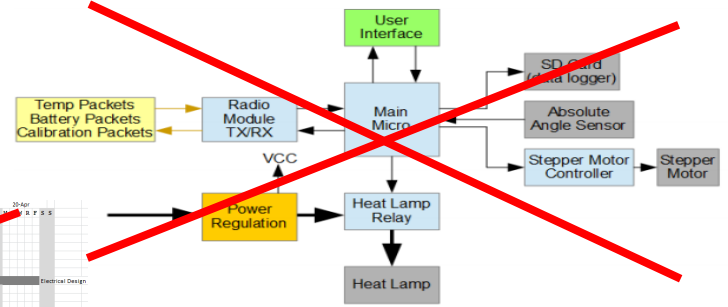 User
Interface
SD Card
(data logger)
Temp Packets
Battery Packets
Calibration Packets
Radio
Module
TX/RX
Main
Micro
Absolute
Angle Sensor
VCC
Stepper Motor
Controller
Stepper
Motor
Power
Regulation
Heat Lamp
Relay
Heat Lamp
20-Apr
R F S S
Electrical Design